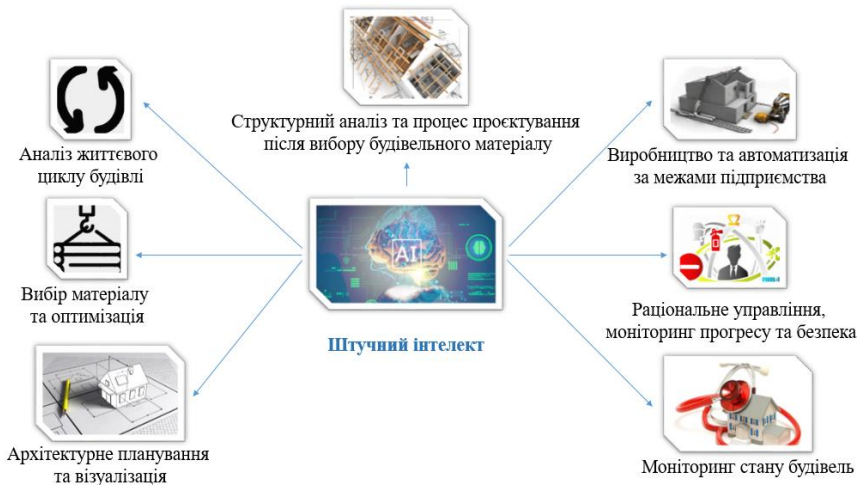 Структурний аналіз та процес проєктування
після вибору будівельного матеріалу
Аналіз життєвого
циклу будівлі
Виробництво та автоматизація
за межами підприємства
AI
Вибір матеріалу
та оптимізація
Раціональне управління,
моніторинг прогресу та безпека
Штучний інтелект
Архітектурне планування
та візуалізація
Моніторинг стану будівель